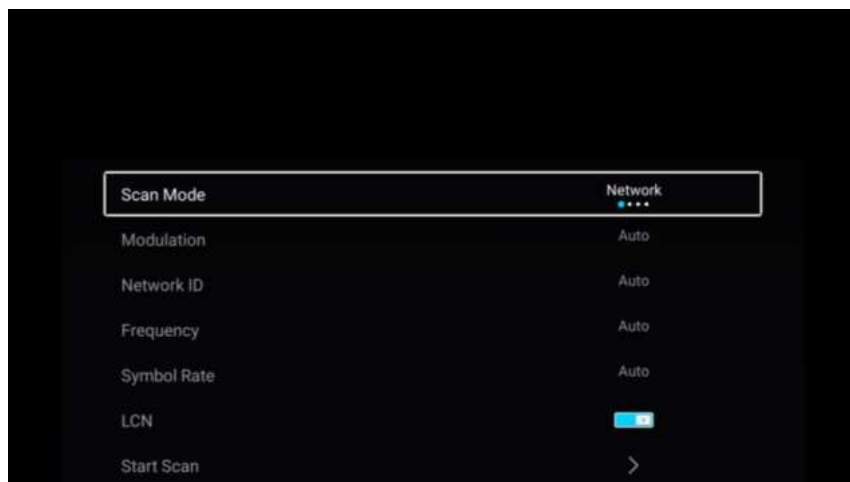 Scan Mode Network
Modulation Auto
Network ID Auto
Frequency Auto
Symbol Rate Auto
LCN
Start Scan